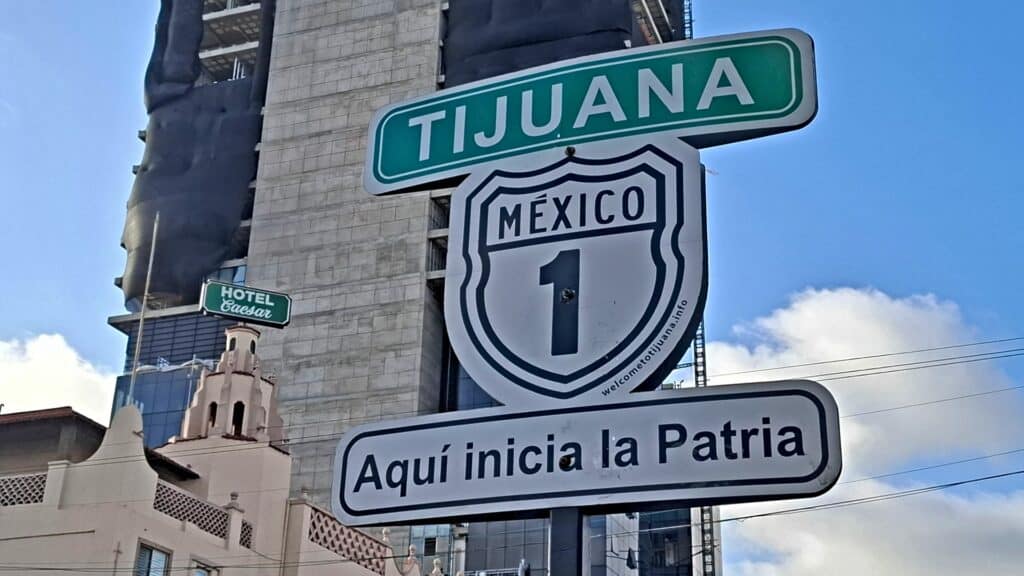 TIJUANA
MÉXICO
1
welcometotijuana.info
Aquí inicia la Patria
HOTEL
Caesar